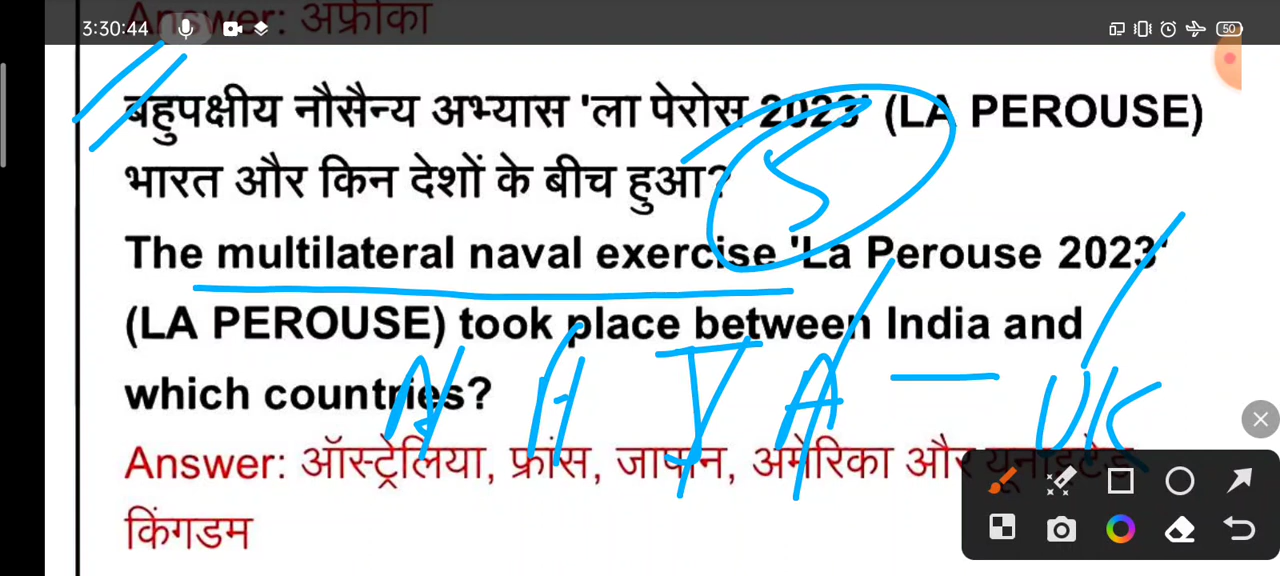 Answer: अफ्रीका
3:30:44
50
बहुपक्षीय नौसैन्य अभ्यास 'ला पेरोस 2023' (LA PEROUSE)
भारत और किन देशों के बीच हुआ?
5
The multilateral naval exercise 'La Perouse 2023'
(LA PEROUSE) took place between India and
which countries?
A — UK
Answer: ऑस्ट्रेलिया, फ्रांस, जापान, अमेरिका और यूनाइटेड
किंगडम